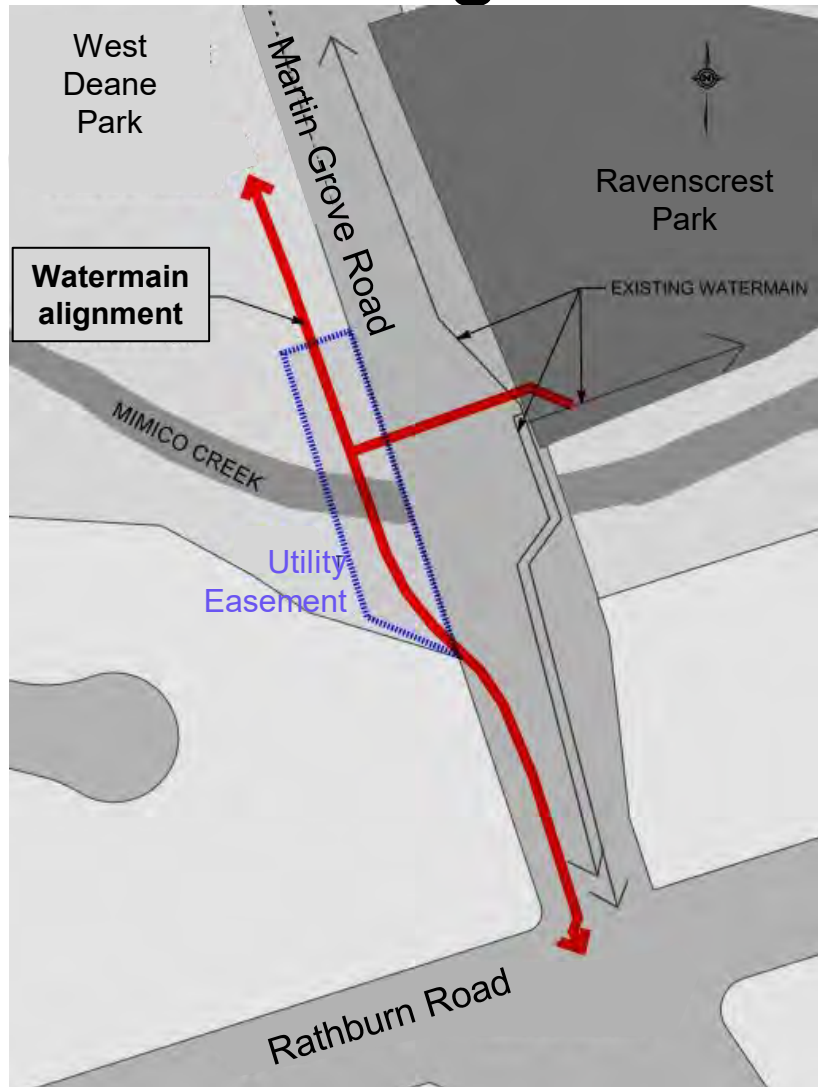 West
Deane
Park
Martin Grove Road
N
Ravenscrest
Park
Watermain
alignment
EXISTING WATERMAIN
MIMICO CREEK
Utility
Easement
Rathburn Road